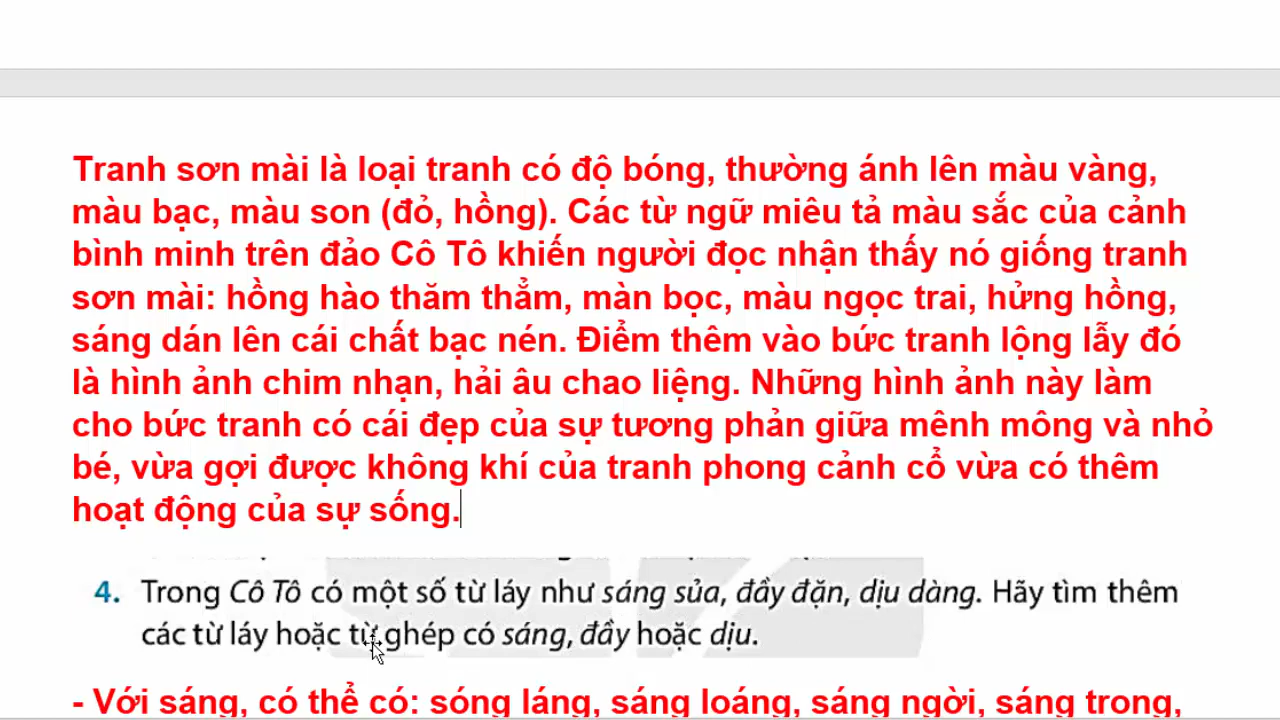 Tranh sơn mài là loại tranh có độ bóng, thường ánh lên màu vàng,
màu bạc, màu son (đỏ, hồng). Các từ ngữ miêu tả màu sắc của cảnh
bình minh trên đảo Cô Tô khiến người đọc nhận thấy nó giống tranh
sơn mài: hồng hào thăm thẳm, màn bọc, màu ngọc trai, hửng hồng,
sáng dán lên cái chất bạc nén. Điểm thêm vào bức tranh lộng lẫy đó
là hình ảnh chim nhạn, hải âu chao liệng. Những hình ảnh này làm
cho bức tranh có cái đẹp của sự tương phản giữa mênh mông và nhỏ
bé, vừa gợi được không khí của tranh phong cảnh cổ vừa có thêm
hoạt động của sự sống.
4. Trong Cô Tô có một số từ láy như sáng sủa, đầy đặn, dịu dàng. Hãy tìm thêm
các từ láy hoặc từ ghép có sáng, đầy hoặc dịu.
- Với sáng, có thể có: sóng láng, sáng loáng, sáng ngời, sáng trong,